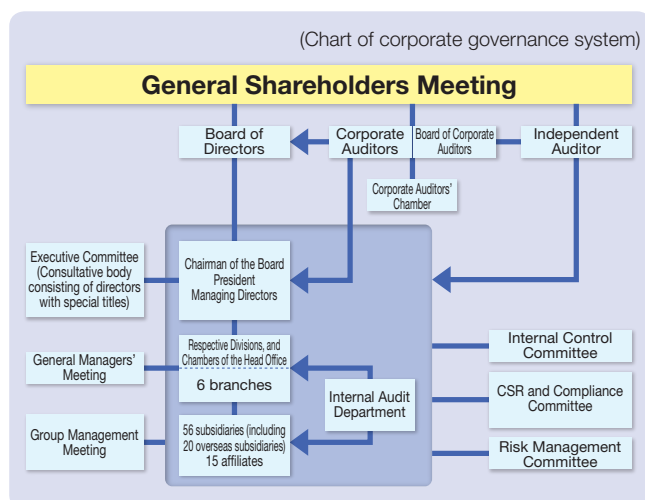 (Chart of corporate governance system)
General Shareholders Meeting
Board of
Directors
Corporate
Auditors
Board of Corporate
Auditors
Independent
Auditor
Corporate Auditors'
Chamber
Executive Committee
(Consultative body
consisting of directors
with special titles)
Chairman of the Board
President
Managing Directors
General Managers'
Meeting
Respective Divisions, and
Chambers of the Head Office
6 branches
Internal Audit
Department
Internal Control
Committee
CSR and Compliance
Committee
Group Management
Meeting
56 subsidiaries (including
20 overseas subsidiaries)
15 affiliates
Risk Management
Committee